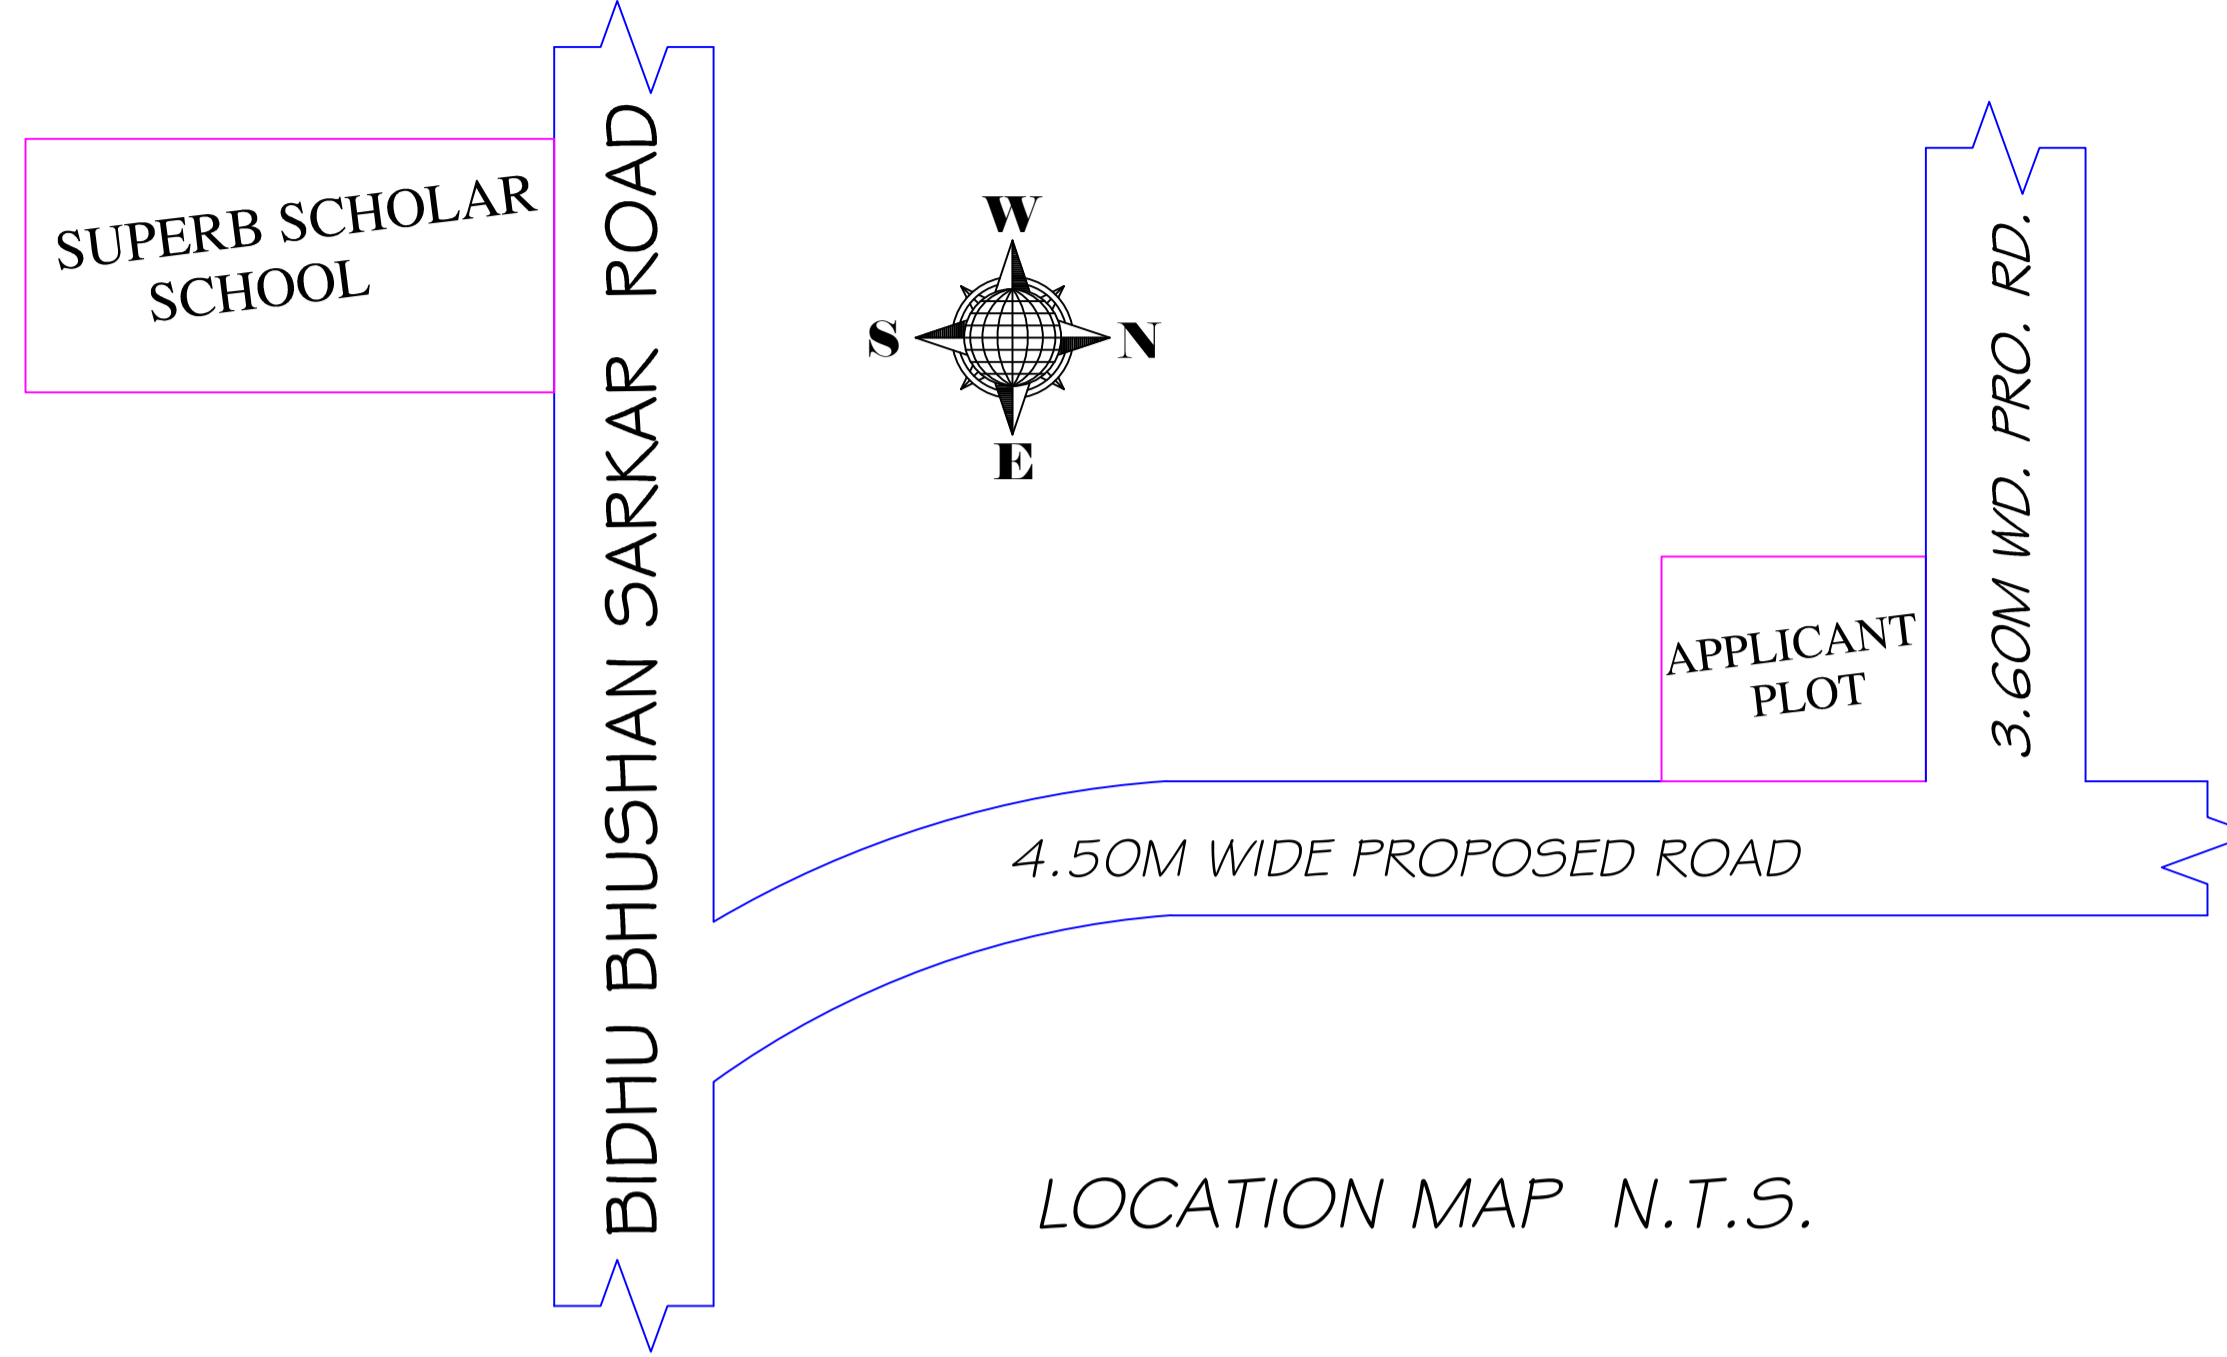 SUPERB SCHOLAR
SCHOOL
BIDHU BHUSHAN SARKAR ROAD
W
S
N
E
3.60M WD. PRO. RD.
APPLICANT
PLOT
4.50M WIDE PROPOSED ROAD
LOCATION MAP N.T.S.